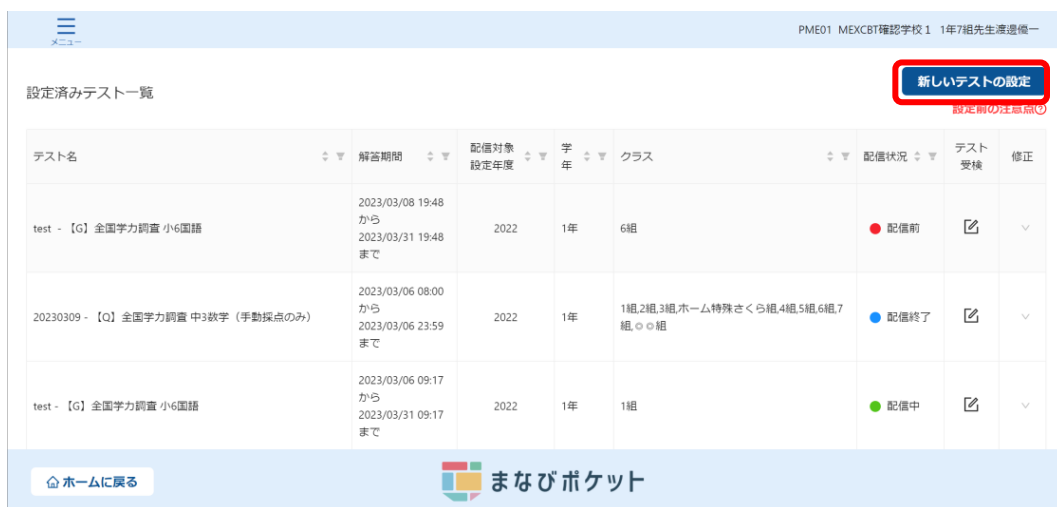 メニュー
PME01 MEXCBT確認学校１ 1年7組先生渡邉優一
設定済みテスト一覧
新しいテストの設定
設定前の注意点?
テスト名 解答期間 配信対象設定年度 学年 クラス 配信状況 テスト受検 修正
test - 【G】全国学力調査 小6国語
2023/03/08 19:48
から
2023/03/31 19:48
まで
2022 1年 6組 配信前
20230309 - 【Q】全国学力調査 中3数学（手動採点のみ）
2023/03/06 08:00
から
2023/03/06 23:59
まで
2022 1年
1組,2組,3組,ホーム特殊さくら組,4組,5組,6組,7
組,◎◎組
配信終了
test - 【G】全国学力調査 小6国語
2023/03/06 09:17
から
2023/03/31 09:17
まで
2022 1年 1組 配信中
ホームに戻る
まなびポケット